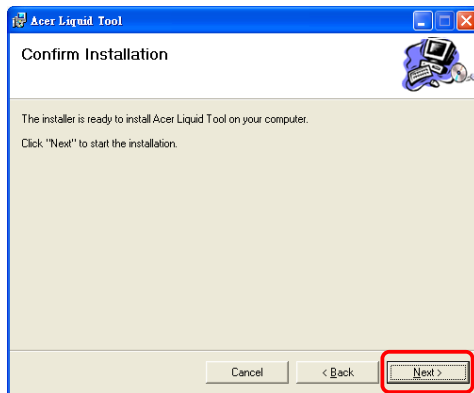 Acer Liquid Tool
Confirm Installation
The installer is ready to install Acer Liquid Tool on your computer.
Click "Next" to start the installation.
Cancel
< Back
Next >